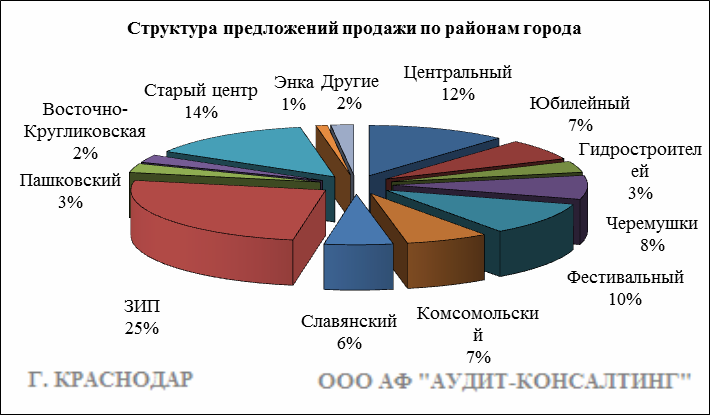 Структура предложений продажи по районам города
Энка
1%
Другие
2%
Центральный
12%
Старый центр
14%
Юбилейный
7%
Восточно-
Кругликовская
2%
Гидростроител
ей
3%
Пашковский
3%
Черемушки
8%
Фестивальный
10%
ЗИП
25%
Славянский
6%
Комсомольски
й
7%
Г. КРАСНОДАР
ООО АФ "АУДИТ-КОНСАЛТИНГ"